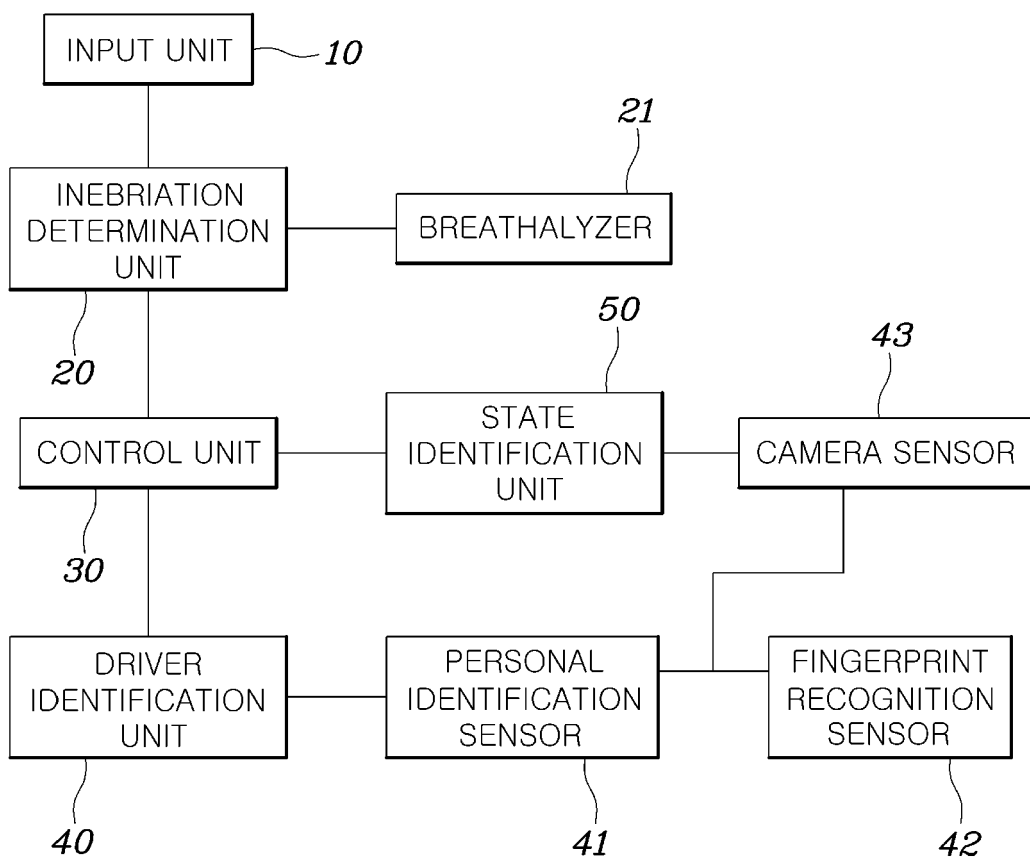 INPUT UNIT
10
21
INEBRIATION
DETERMINATION
UNIT
BREATHALYZER
20
50
43
CONTROL UNIT
STATE
IDENTIFICATION
UNIT
CAMERA SENSOR
30
DRIVER
IDENTIFICATION
UNIT
PERSONAL
IDENTIFICATION
SENSOR
FINGERPRINT
RECOGNITION
SENSOR
40
41
42